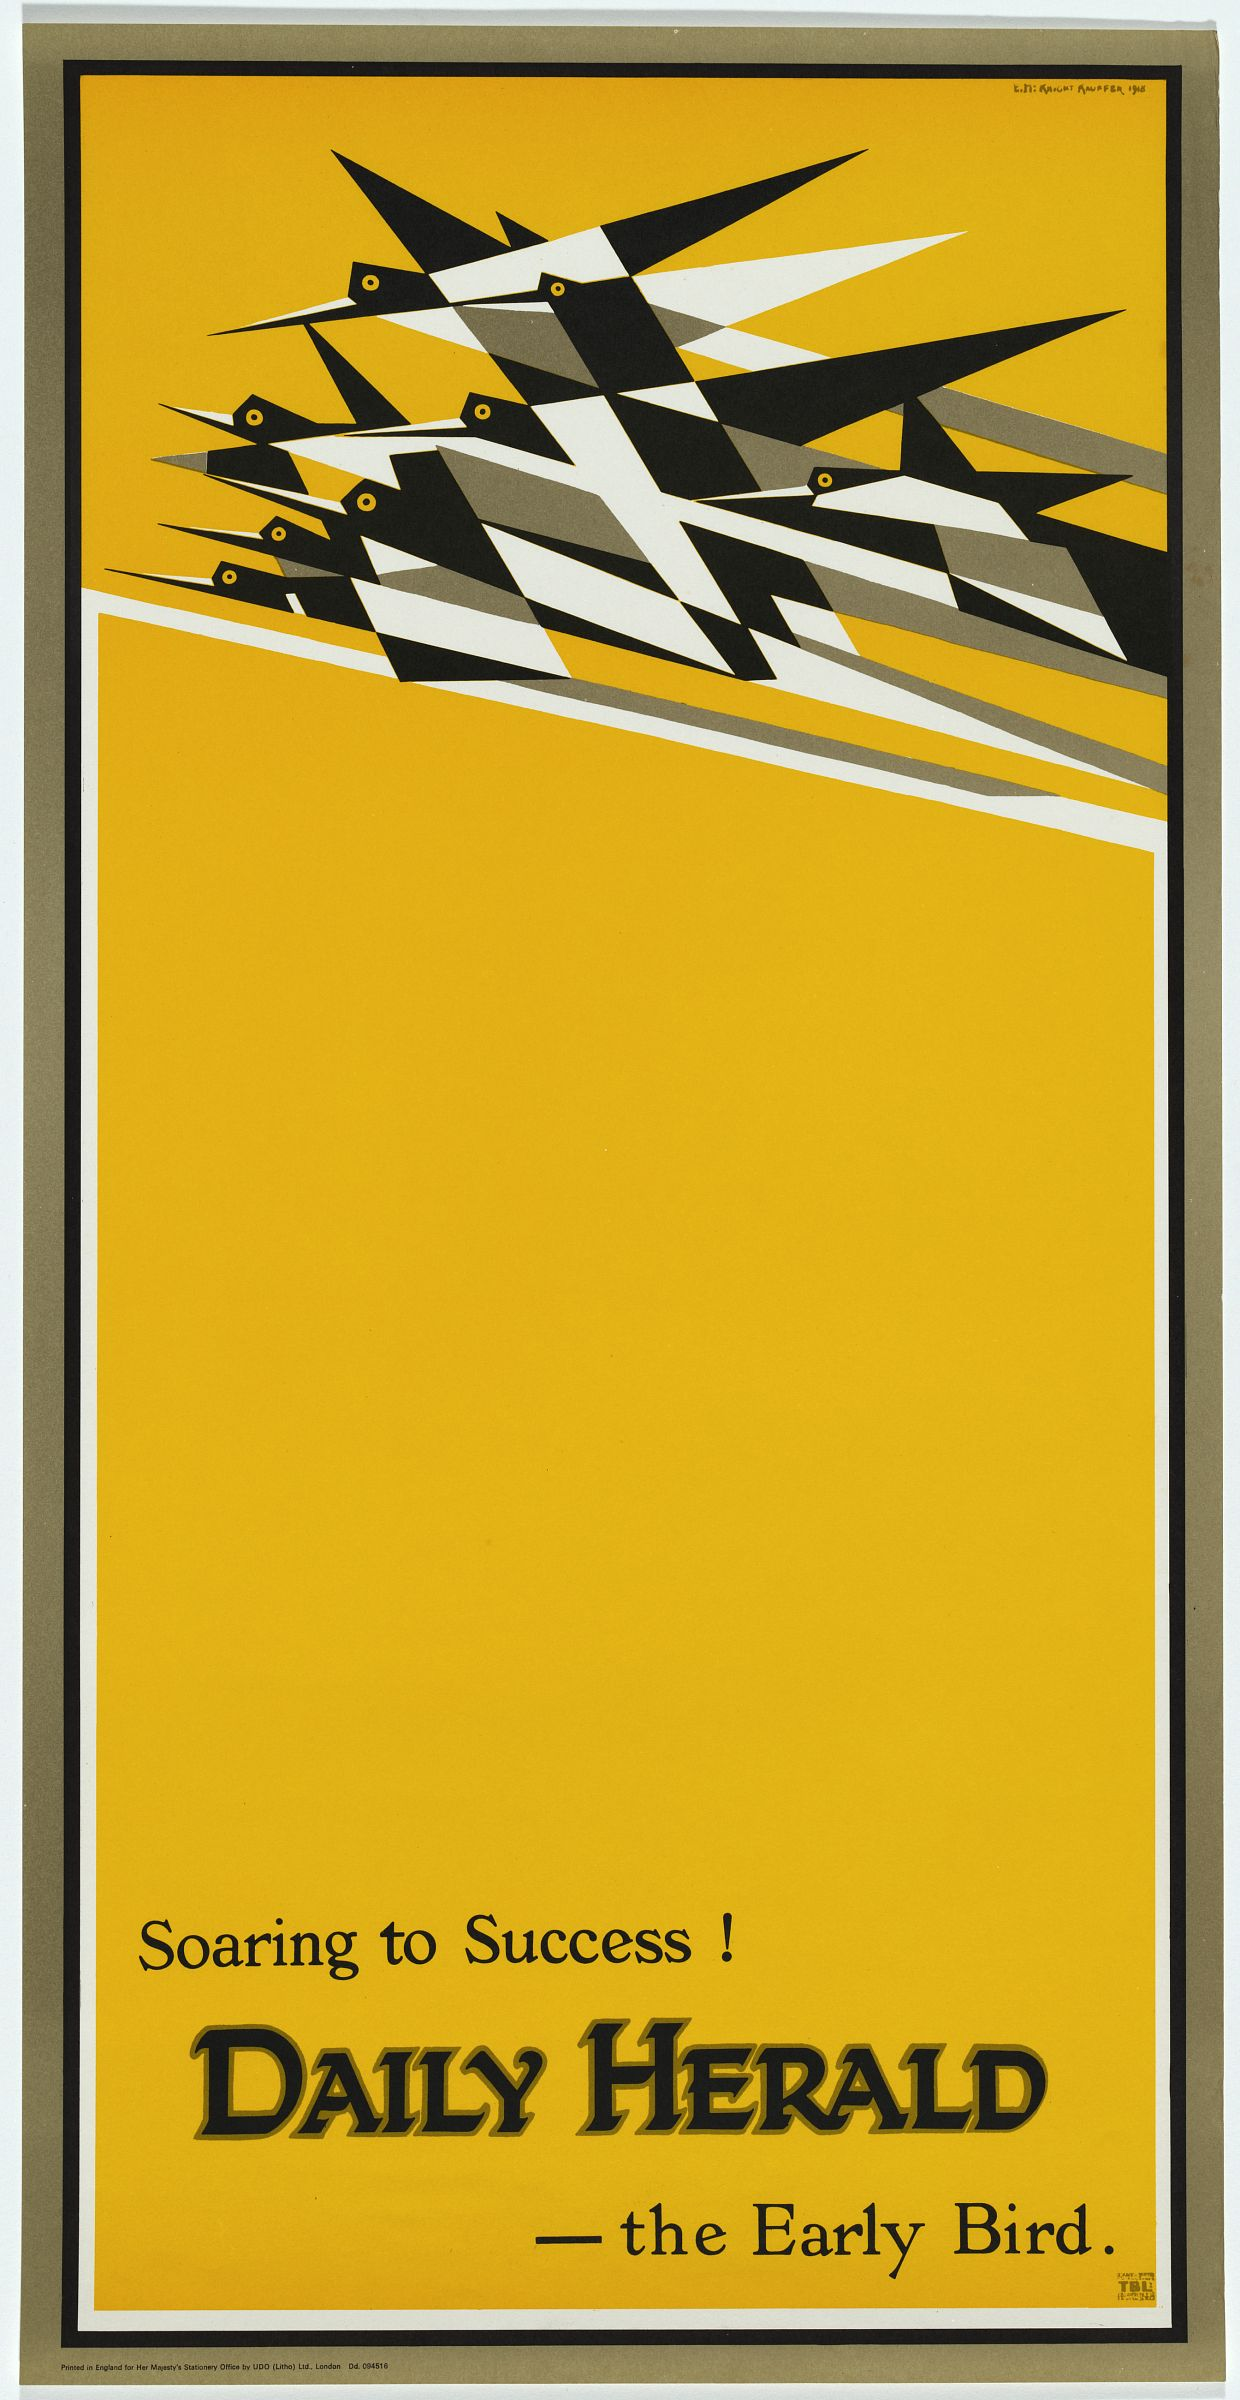 E. McKnight Kauffer 1918
Soaring to Success !
DAILY HERALD
— the Early Bird.
TBL
Printed in England for Her Majesty's Stationery Office by UDO (Litho) Ltd., London Dd. 094516